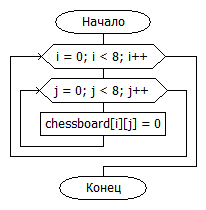 Начало
i = 0; i < 8; i++
j = 0; j < 8; j++
chessboard[i][j] = 0
Конец